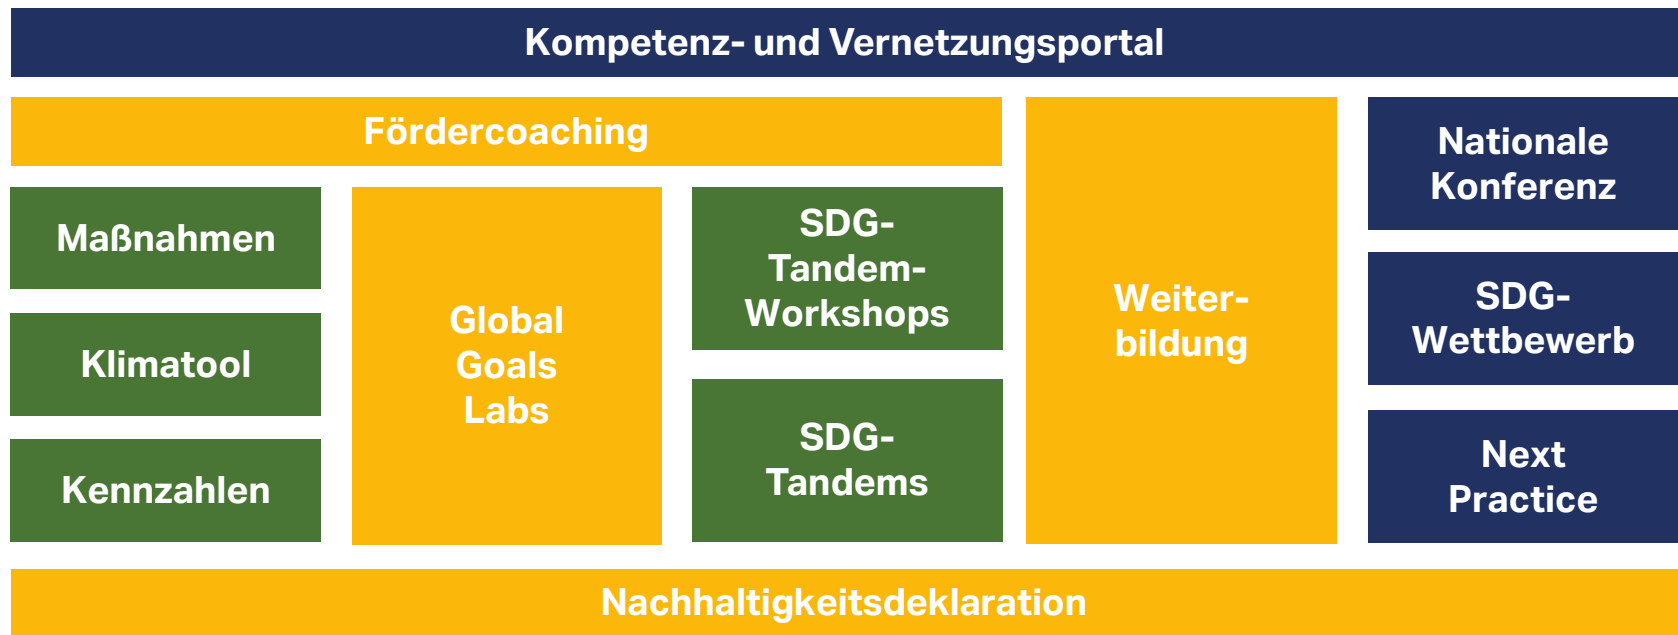 Kompetenz- und Vernetzungsportal
Fördercoaching
Maßnahmen
Klimatool
Kennzahlen
Global
Goals
Labs
SDG-
Tandem-
Workshops
SDG-
Tandems
Weiter-
bildung
Nationale
Konferenz
SDG-
Wettbewerb
Next
Practice
Nachhaltigkeitsdeklaration